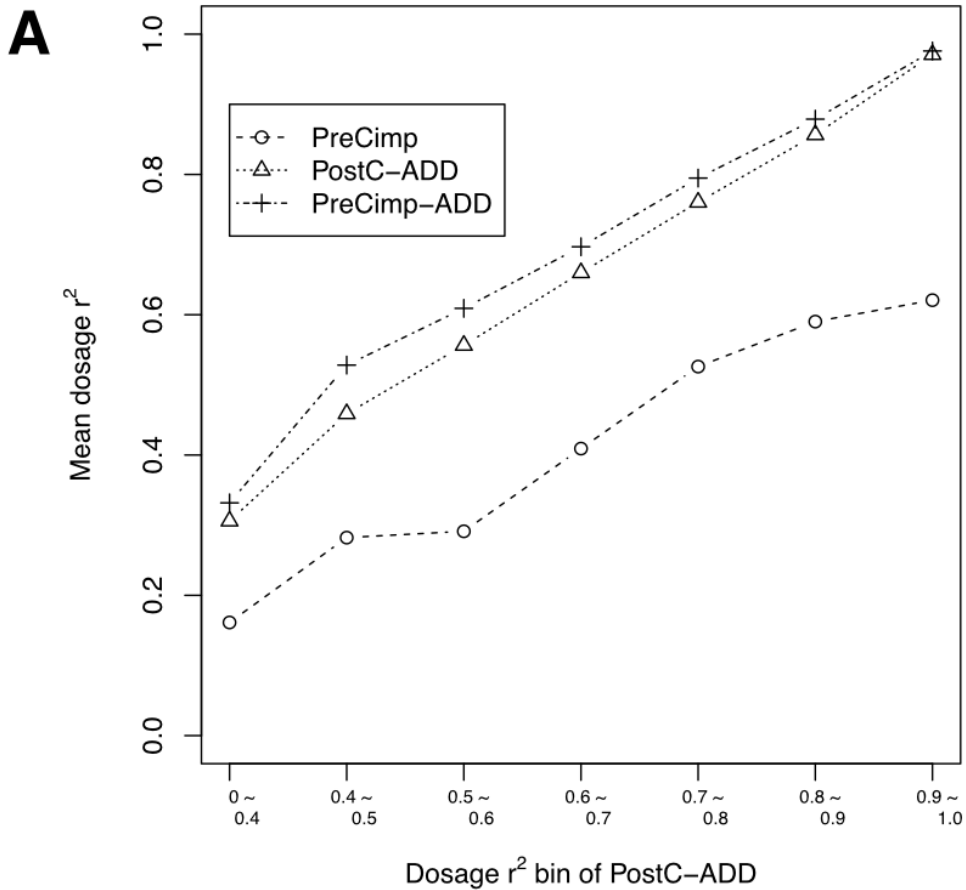 A
PreCimp
PostC−ADD
PreCimp−ADD
Mean dosage r²
1.0
0.8
0.6
0.4
0.2
0.0
0 ~ 0.4
0.4 ~ 0.5
0.5 ~ 0.6
0.6 ~ 0.7
0.7 ~ 0.8
0.8 ~ 0.9
0.9 ~ 1.0
Dosage r² bin of PostC−ADD